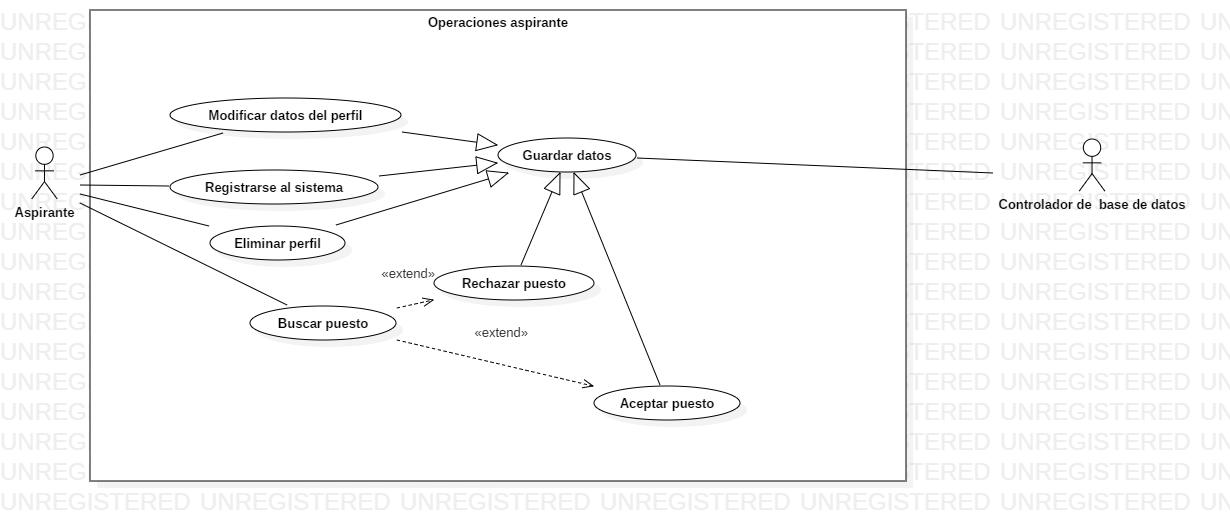 Operaciones aspirante
Modificar datos del perfil
Guardar datos
Registrarse al sistema
Aspirante
Controlador de  base de datos
Eliminar perfil
«extend»
Rechazar puesto
Buscar puesto
«extend»
Aceptar puesto
UNREGISTERED UNREGISTERED UNREGISTERED UNREGISTERED UNREGISTERED UNREGISTERED UN